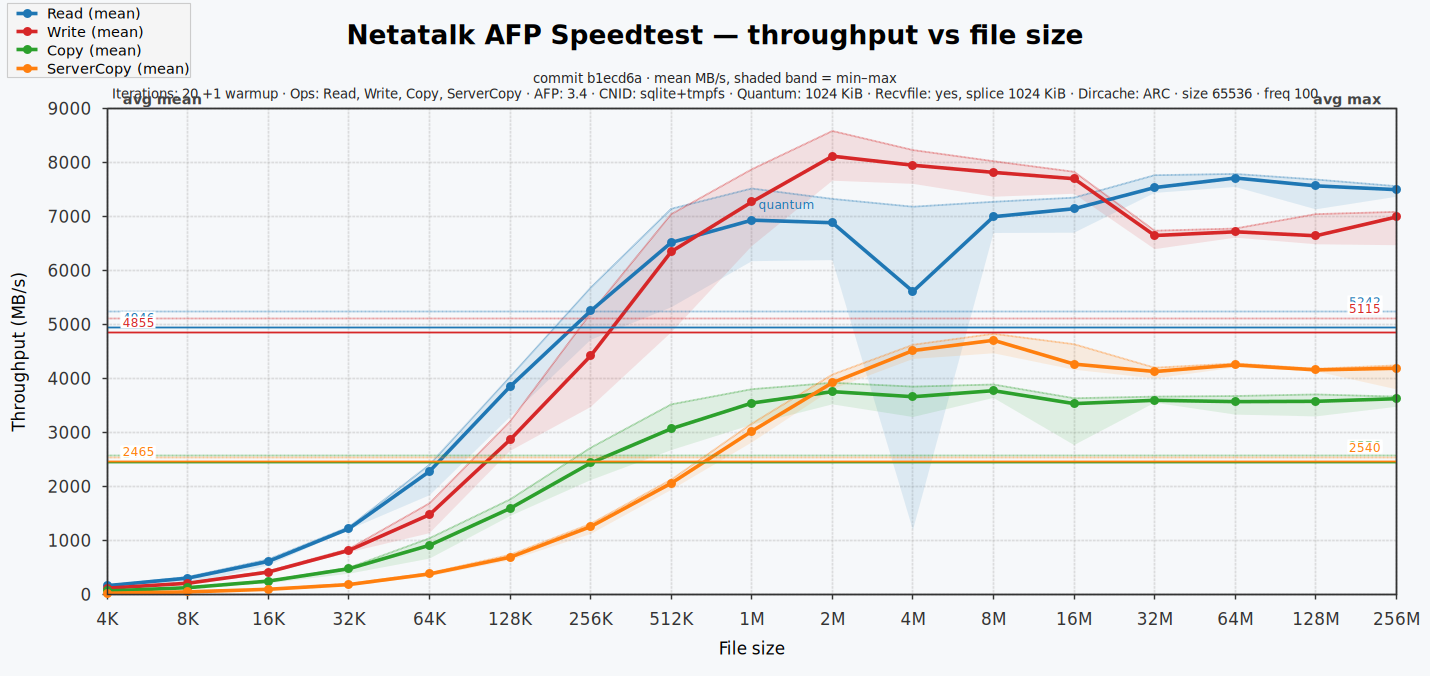 Read (mean)
Write (mean)
Copy (mean)
ServerCopy (mean)
Netatalk AFP Speedtest — throughput vs file size
commit b1ecd6a · mean MB/s, shaded band = min–max
Iterations: 20 +1 warmup · Ops: Read, Write, Copy, ServerCopy · AFP: 3.4 · CNID: sqlite+tmpfs · Quantum: 1024 KiB · Recvfile: yes, splice 1024 KiB · Dircache: ARC · size 65536 · freq 100
avg mean
avg max
9000
8000
7000
6000
5000
4000
3000
2000
1000
0
Throughput (MB/s)
quantum
4855
5242
5115
2465
2540
4K 8K 16K 32K 64K 128K 256K 512K 1M 2M 4M 8M 16M 32M 64M 128M 256M
File size